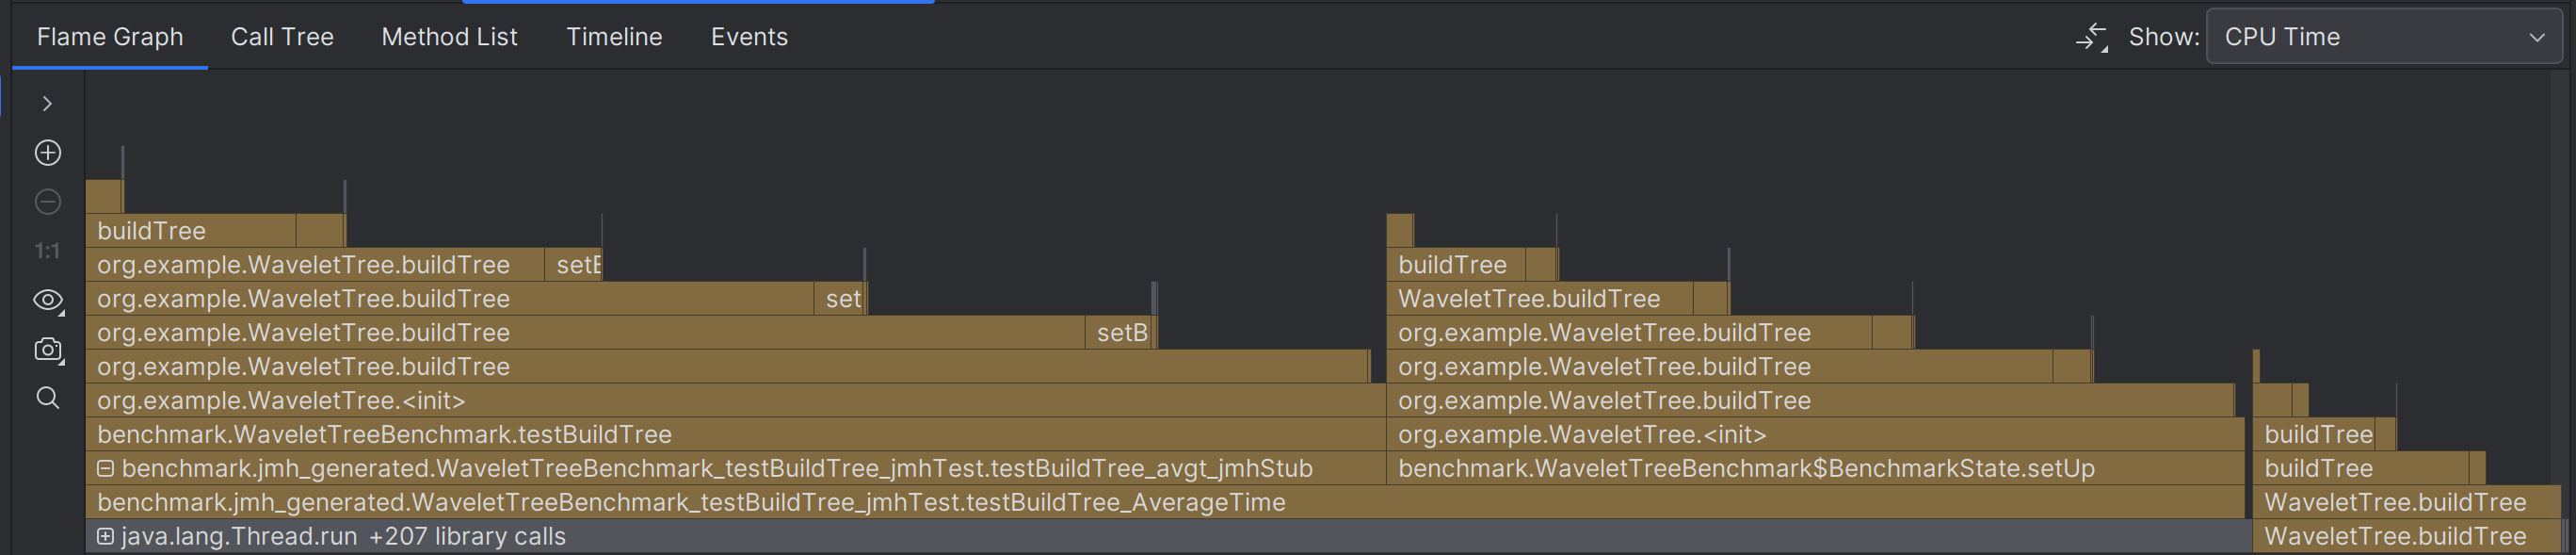 Flame Graph Call Tree Method List Timeline Events Show: CPU Time
1:1
buildTree
org.example.WaveletTree.buildTree setB buildTree
org.example.WaveletTree.buildTree set WaveletTree.buildTree
org.example.WaveletTree.buildTree setB org.example.WaveletTree.buildTree
org.example.WaveletTree.buildTree org.example.WaveletTree.buildTree
org.example.WaveletTree.<init> org.example.WaveletTree.buildTree
benchmark.WaveletTreeBenchmark.testBuildTree org.example.WaveletTree.<init> buildTree
benchmark.jmh_generated.WaveletTreeBenchmark_testBuildTree_jmhTest.testBuildTree_avgt_jmhStub benchmark.WaveletTreeBenchmark$BenchmarkState.setUp buildTree
benchmark.jmh_generated.WaveletTreeBenchmark_testBuildTree_jmhTest.testBuildTree_AverageTime WaveletTree.buildTree
java.lang.Thread.run +207 library calls WaveletTree.buildTree